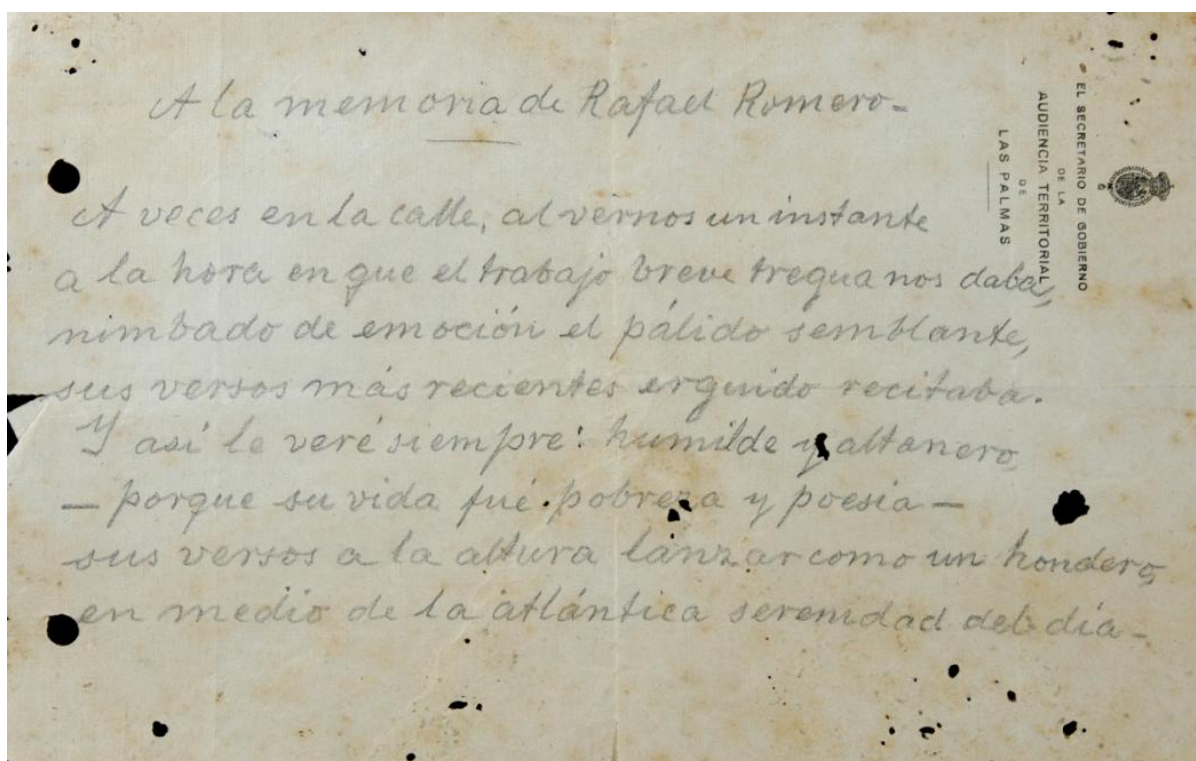 A la memoria de Rafael Romero-
A veces en la calle, al vernos un instante
a la hora en que el trabajo breve tregua nos daba,
nimbado de emoción el pálido semblante,
sus versos más recientes erguido recitaba.
Y así le veré siempre: humilde y altanero,
— porque su vida fué pobreza y poesía —
sus versos a la altura lanzar como un hondero,
en medio de la atlántica serenidad del día-
EL SECRETARIO DE GOBIERNO
DE LA
AUDIENCIA TERRITORIAL
DE
LAS PALMAS